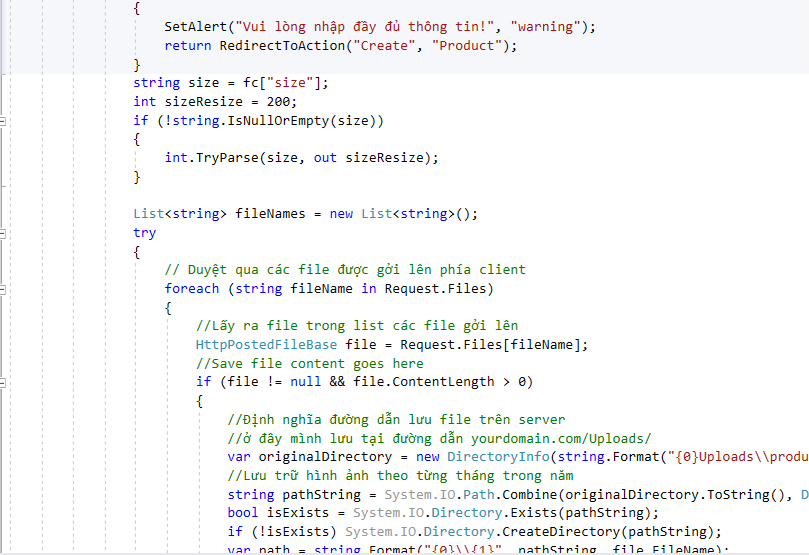 {
SetAlert("Vui lòng nhập đầy đủ thông tin!", "warning");
return RedirectToAction("Create", "Product");
}
string size = fc["size"];
int sizeResize = 200;
if (!string.IsNullOrEmpty(size))
{
int.TryParse(size, out sizeResize);
}
List<string> fileNames = new List<string>();
try
{
// Duyệt qua các file được gởi lên phía client
foreach (string fileName in Request.Files)
{
//Lấy ra file trong list các file gởi lên
HttpPostedFileBase file = Request.Files[fileName];
//Save file content goes here
if (file != null && file.ContentLength > 0)
{
//Định nghĩa đường dẫn lưu file trên server
//ở đây mình lưu tại đường dẫn yourdomain.com/Uploads/
var originalDirectory = new DirectoryInfo(string.Format("{0}Uploads\\produ
//Lưu trữ hình ảnh theo từng tháng trong năm
string pathString = System.IO.Path.Combine(originalDirectory.ToString(), D
bool isExists = System.IO.Directory.Exists(pathString);
if (!isExists) System.IO.Directory.CreateDirectory(pathString);
var path = string.Format("{0}\\{1}", pathString, file.FileName);